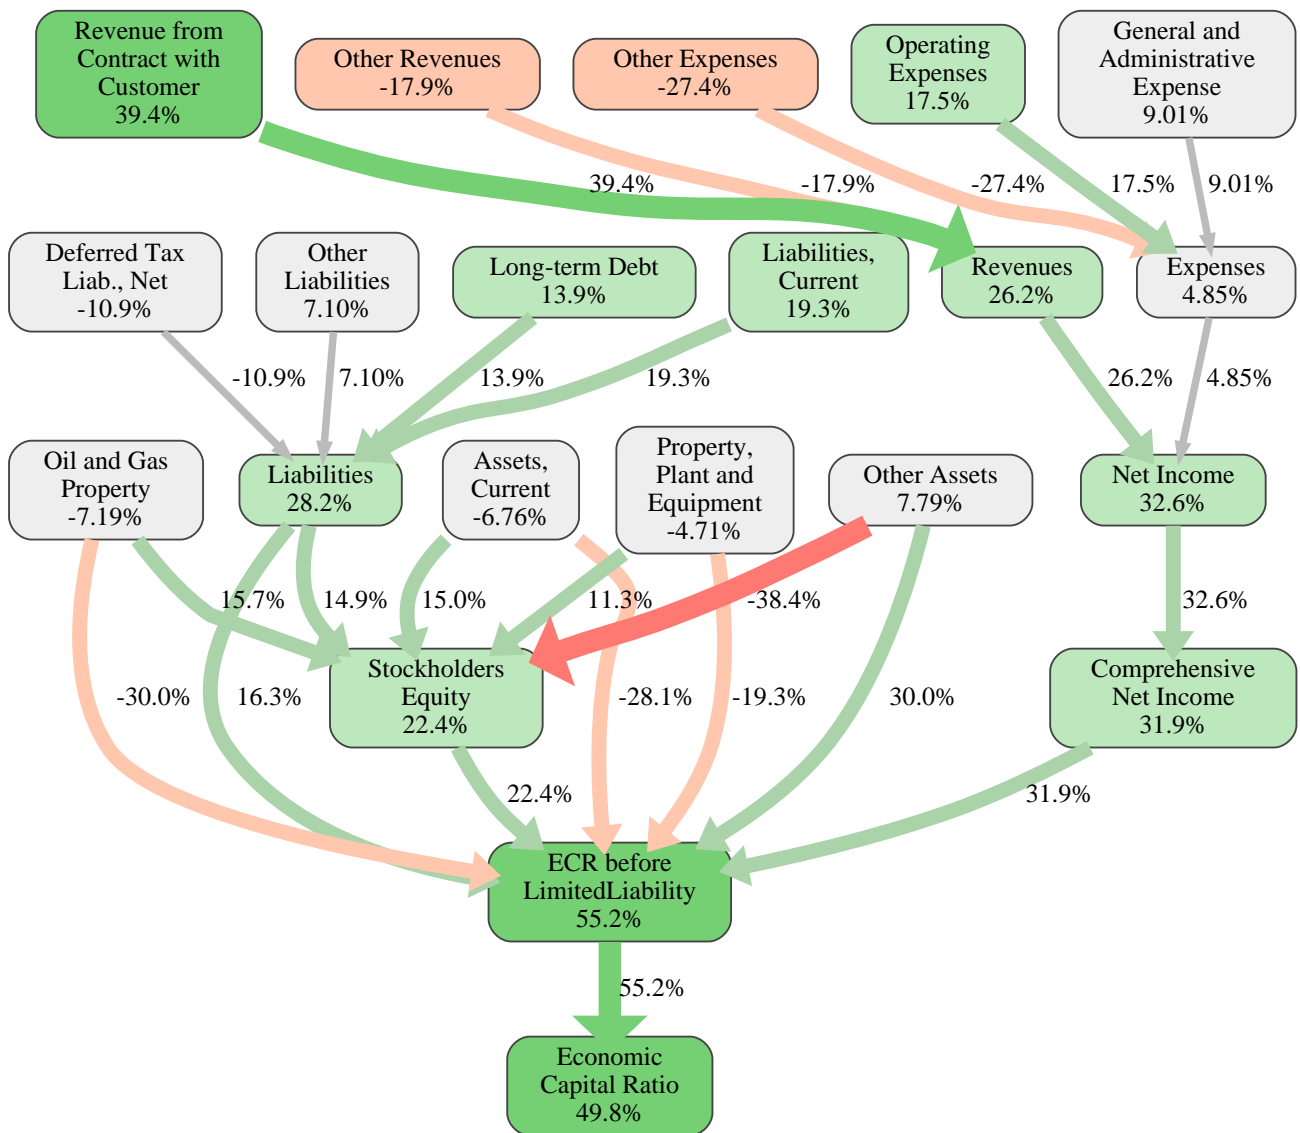 Revenue from
Contract with
Customer
39.4%
Other Revenues
-17.9%
Other Expenses
-27.4%
Operating
Expenses
17.5%
General and
Administrative
Expense
9.01%
39.4%
-17.9%
-27.4%
17.5%
9.01%
Deferred Tax
Liab., Net
-10.9%
Other
Liabilities
7.10%
Long-term Debt
13.9%
Liabilities,
Current
19.3%
Revenues
26.2%
Expenses
4.85%
-10.9%
7.10%
13.9%
19.3%
26.2%
4.85%
Oil and Gas
Property
-7.19%
Liabilities
28.2%
Assets,
Current
-6.76%
Property,
Plant and
Equipment
-4.71%
Other Assets
7.79%
Net Income
32.6%
15.7%
14.9%
15.0%
11.3%
-38.4%
32.6%
Stockholders
Equity
22.4%
Comprehensive
Net Income
31.9%
-30.0%
16.3%
-28.1%
-19.3%
30.0%
22.4%
31.9%
ECR before
LimitedLiability
55.2%
55.2%
Economic
Capital Ratio
49.8%